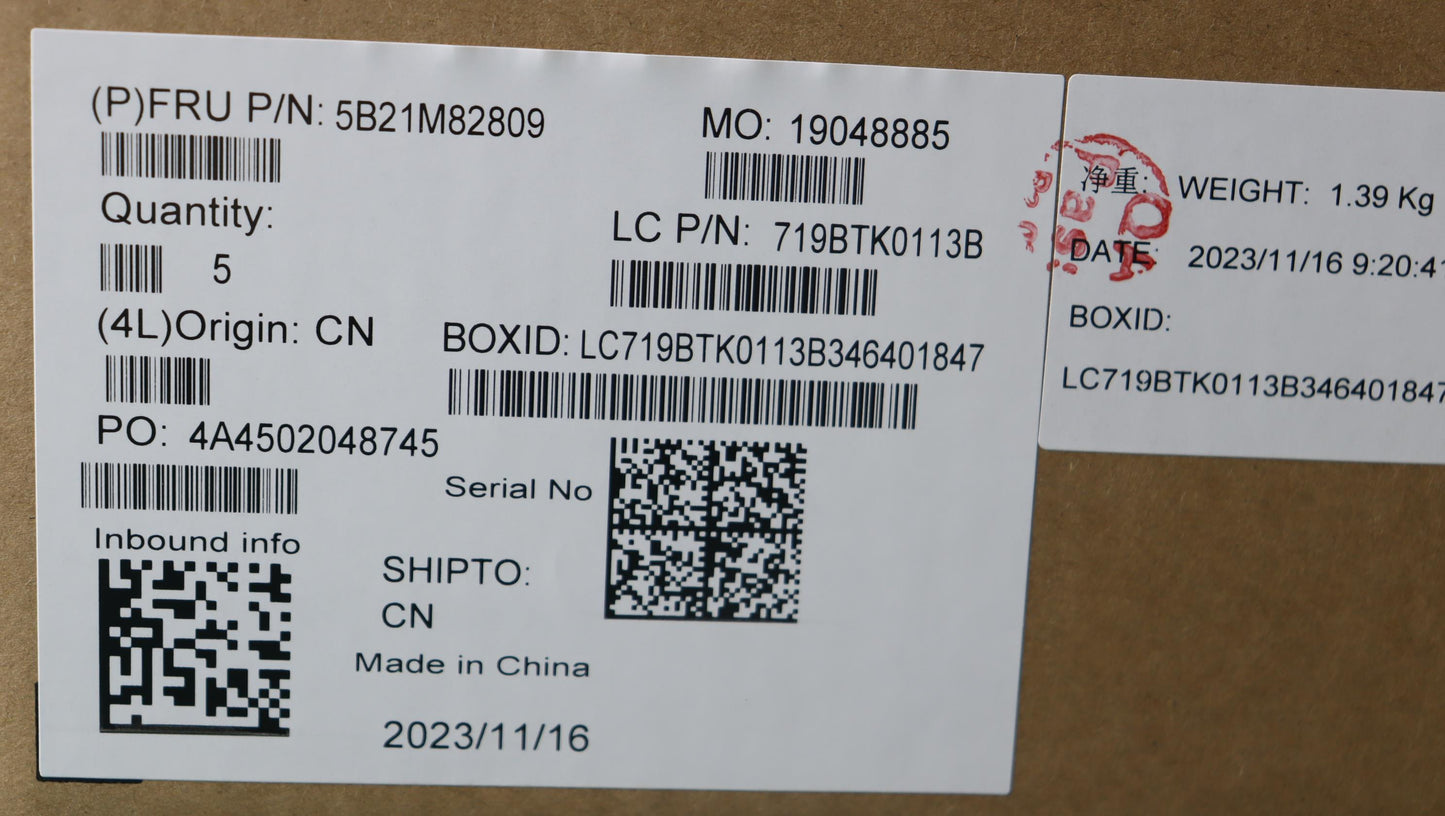 (P)FRU P/N: 5B21M82809
MO: 19048885
Quantity:
5
LC P/N: 719BTK0113B
(4L)Origin: CN
BOXID: LC719BTK0113B346401847
PO: 4A4502048745
Serial No
Inbound info
SHIPTO:
CN
Made in China
2023/11/16
净重: WEIGHT: 1.39 Kg
DATE: 2023/11/16 9:20:41
BOXID:
LC719BTK0113B346401847